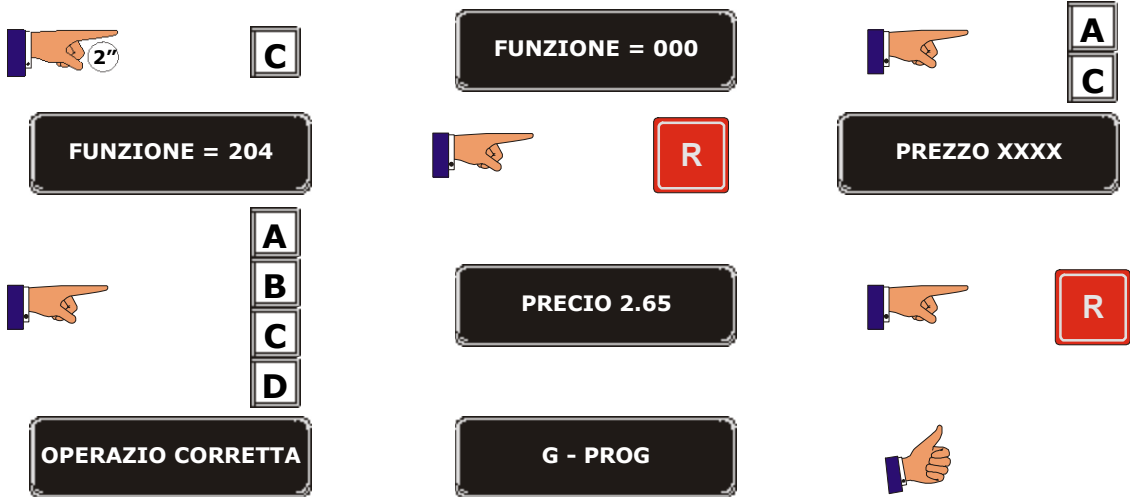 2”
C
FUNZIONE = 000
A
C
FUNZIONE = 204
R
PREZZO XXXX
A
B
C
D
PRECIO 2.65
R
OPERAZIO CORRETTA
G - PROG